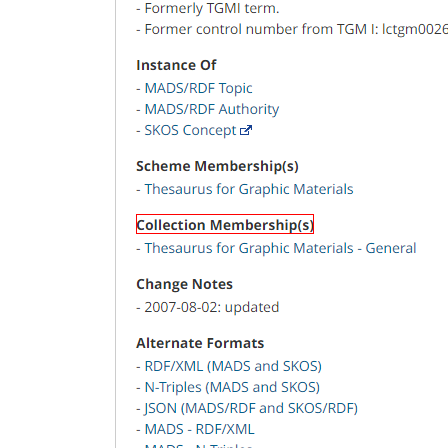 - Formerly TGMI term.
- Former control number from TGM I: lctgm0026
Instance Of
- MADS/RDF Topic
- MADS/RDF Authority
- SKOS Concept
Scheme Membership(s)
- Thesaurus for Graphic Materials
Collection Membership(s)
- Thesaurus for Graphic Materials - General
Change Notes
- 2007-08-02: updated
Alternate Formats
- RDF/XML (MADS and SKOS)
- N-Triples (MADS and SKOS)
- JSON (MADS/RDF and SKOS/RDF)
- MADS - RDF/XML
- MADS - N-Triples